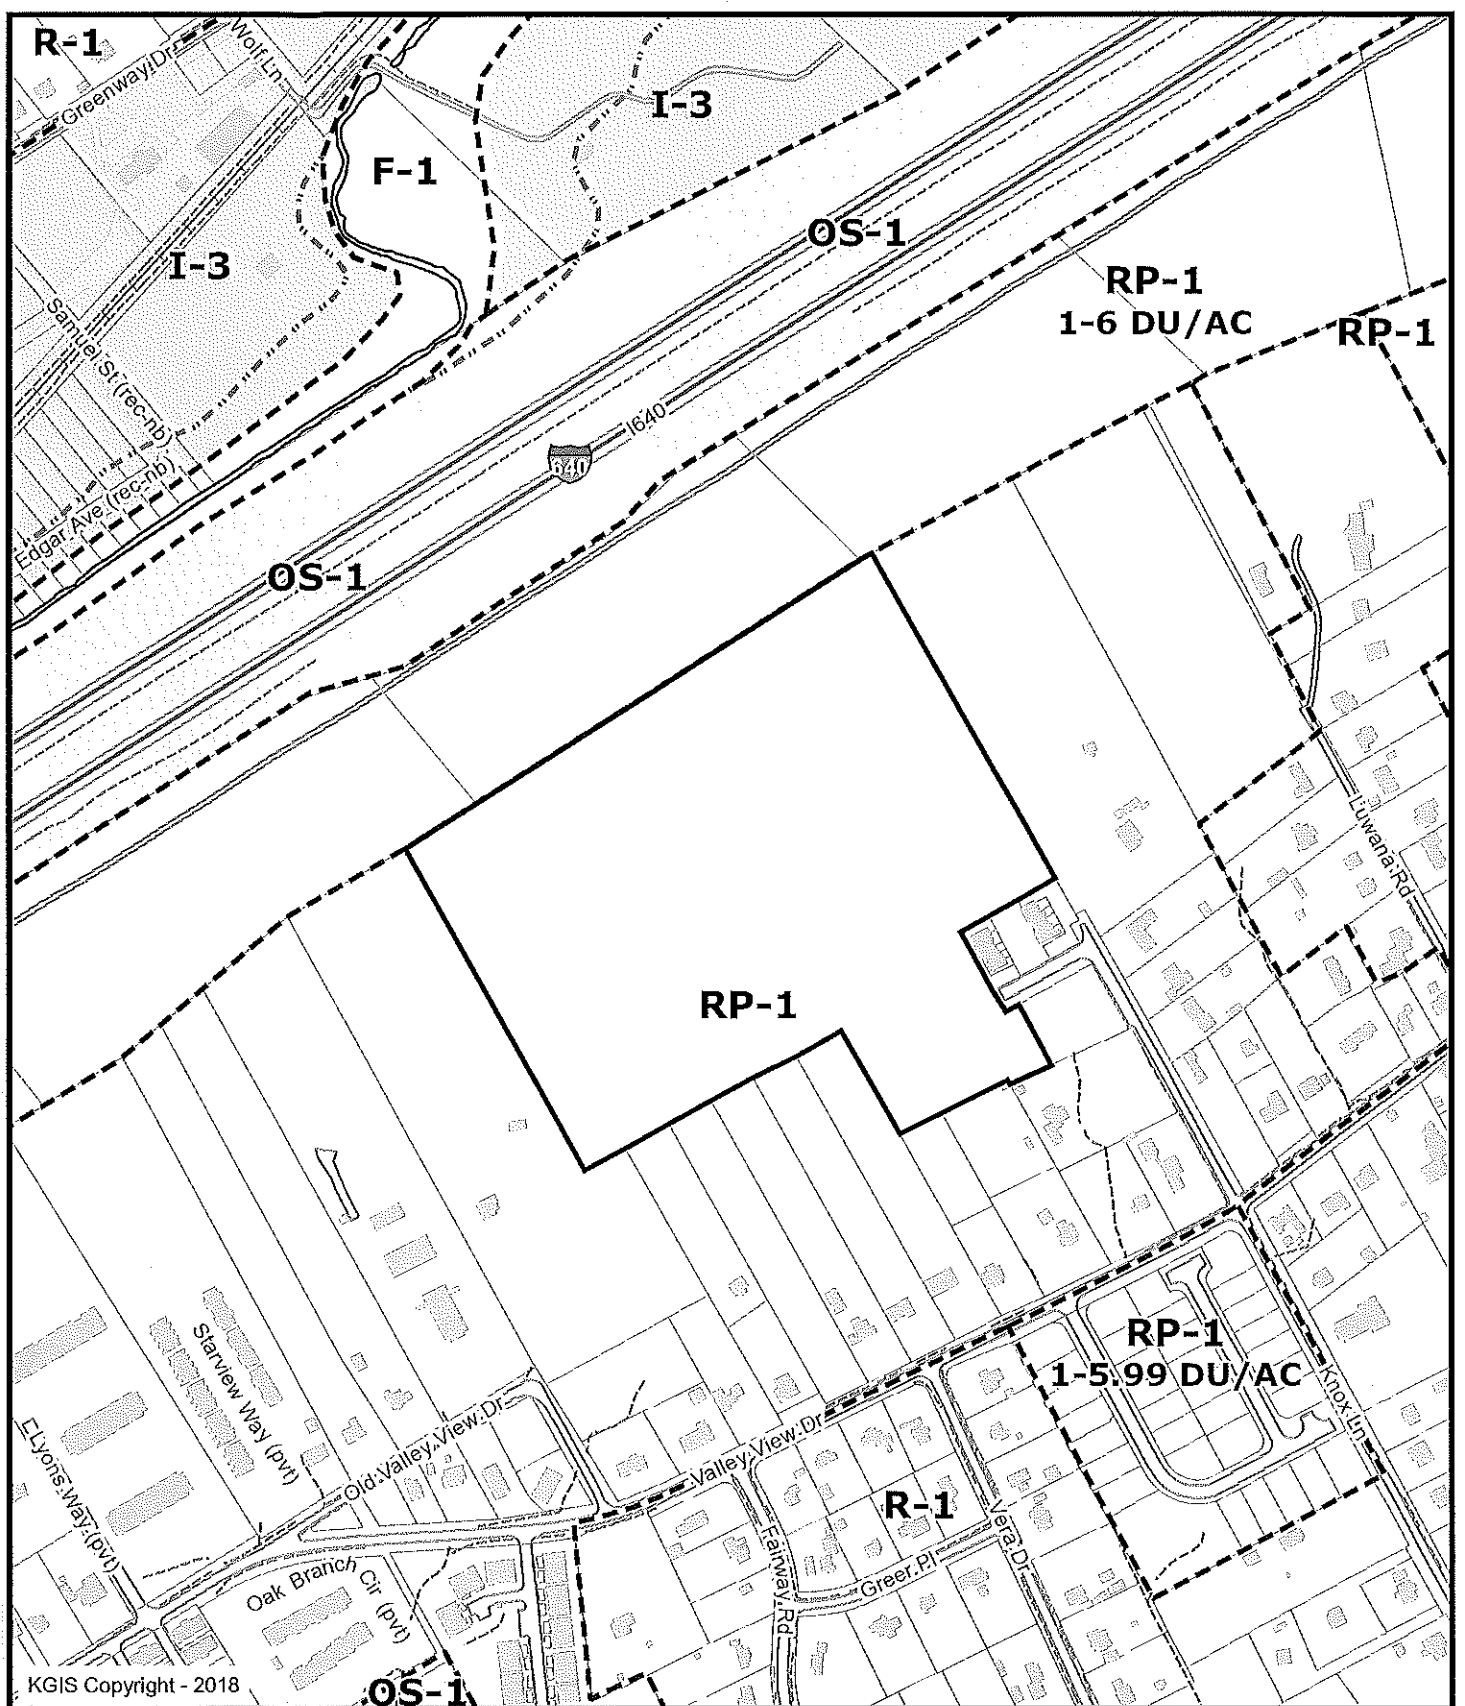 R-1
Greenway Dr
Wolf Ln
I-3
F-1
OS-1
I-3
RP-1
1-6 DU/AC
RP-1
Samuel St (rec-nb)
I640
640
Edgar Ave (rec-nb)
OS-1
Luwana Rd
RP-1
RP-1
1-5.99 DU/AC
Starview Way (pvt)
Knox Ln
Old Valley View Dr
Valley View Dr
E Lyons Way (pvt)
R-1
Vera Dr
Fairway Rd
Greer Pl
Oak Branch Cir (pvt)
KGIS Copyright - 2018
OS-1